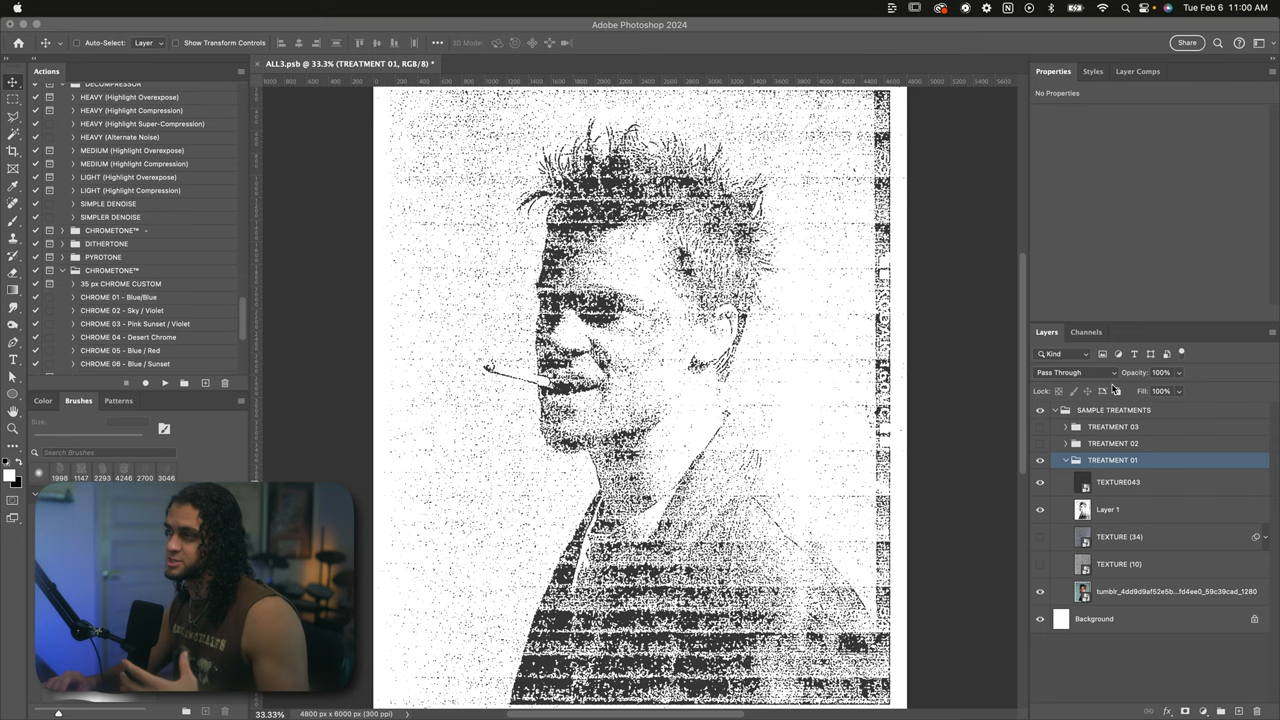 Tue Feb 6 11:00 AM
Adobe Photoshop 2024
Auto-Select: Layer Show Transform Controls 3D Mode: Share
Actions
ALL3.psb @ 33.3% (TREATMENT 01, RGB/8) *
Properties Styles Layer Comps
No Properties
DECOMPRESSOR
HEAVY (Highlight Overexpose)
HEAVY (Highlight Compression)
HEAVY (Highlight Super-Compression)
HEAVY (Alternate Noise)
MEDIUM (Highlight Overexpose)
MEDIUM (Highlight Compression)
LIGHT (Highlight Overexpose)
LIGHT (Highlight Compression)
SIMPLE DENOISE
SIMPLER DENOISE
CHROMETONE™ -
DITHERTONE
PYROTONE
CHROMETONE™
35 px CHROME CUSTOM
CHROME 01 - Blue/Blue
CHROME 02 - Sky / Violet
CHROME 03 - Pink Sunset / Violet
CHROME 04 - Desert Chrome
CHROME 05 - Blue / Red
CHROME 06 - Blue / Sunset
Color Brushes Patterns
Size:
Search Brushes
1998 1147 2293 4246 2700 3046
Layers Channels
Kind
Pass Through Opacity: 100%
Lock: Fill: 100%
SAMPLE TREATMENTS
TREATMENT 03
TREATMENT 02
TREATMENT 01
TEXTURE043
Layer 1
TEXTURE (34)
TEXTURE (10)
tumblr_4dd9d9af52e5b...fd4ee0_59c39cad_1280
Background
33.33% 4800 px x 6000 px (300 ppi)